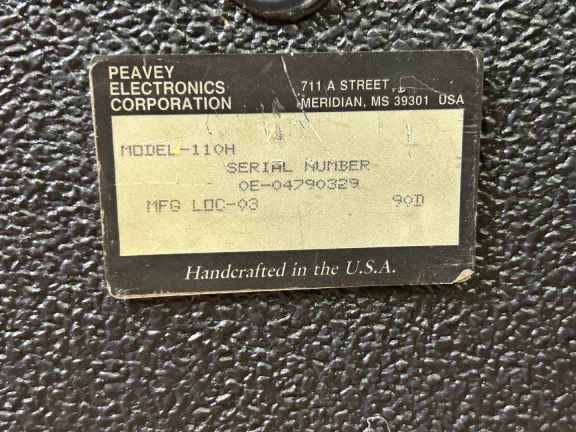 PEAVEY
ELECTRONICS
CORPORATION
711 A STREET
MERIDIAN, MS 39301 USA
MODEL-110H
SERIAL NUMBER
0E-04790329
MFG LOC-03 90D
Handcrafted in the U.S.A.